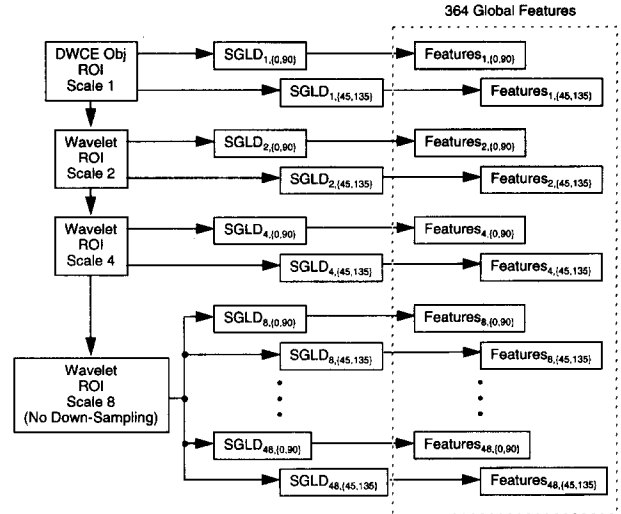 364 Global Features
DWCE Obj
ROI
Scale 1
SGLD1,{0,90}
Features1,{0,90}
SGLD1,{45,135}
Features1,{45,135}
Wavelet
ROI
Scale 2
SGLD2,{0,90}
Features2,{0,90}
SGLD2,{45,135}
Features2,{45,135}
Wavelet
ROI
Scale 4
SGLD4,{0,90}
Features4,{0,90}
SGLD4,{45,135}
Features4,{45,135}
Wavelet
ROI
Scale 8
(No Down-Sampling)
SGLD8,{0,90}
Features8,{0,90}
SGLD8,{45,135}
Features8,{45,135}
SGLD48,{0,90}
Features48,{0,90}
SGLD48,{45,135}
Features48,{45,135}